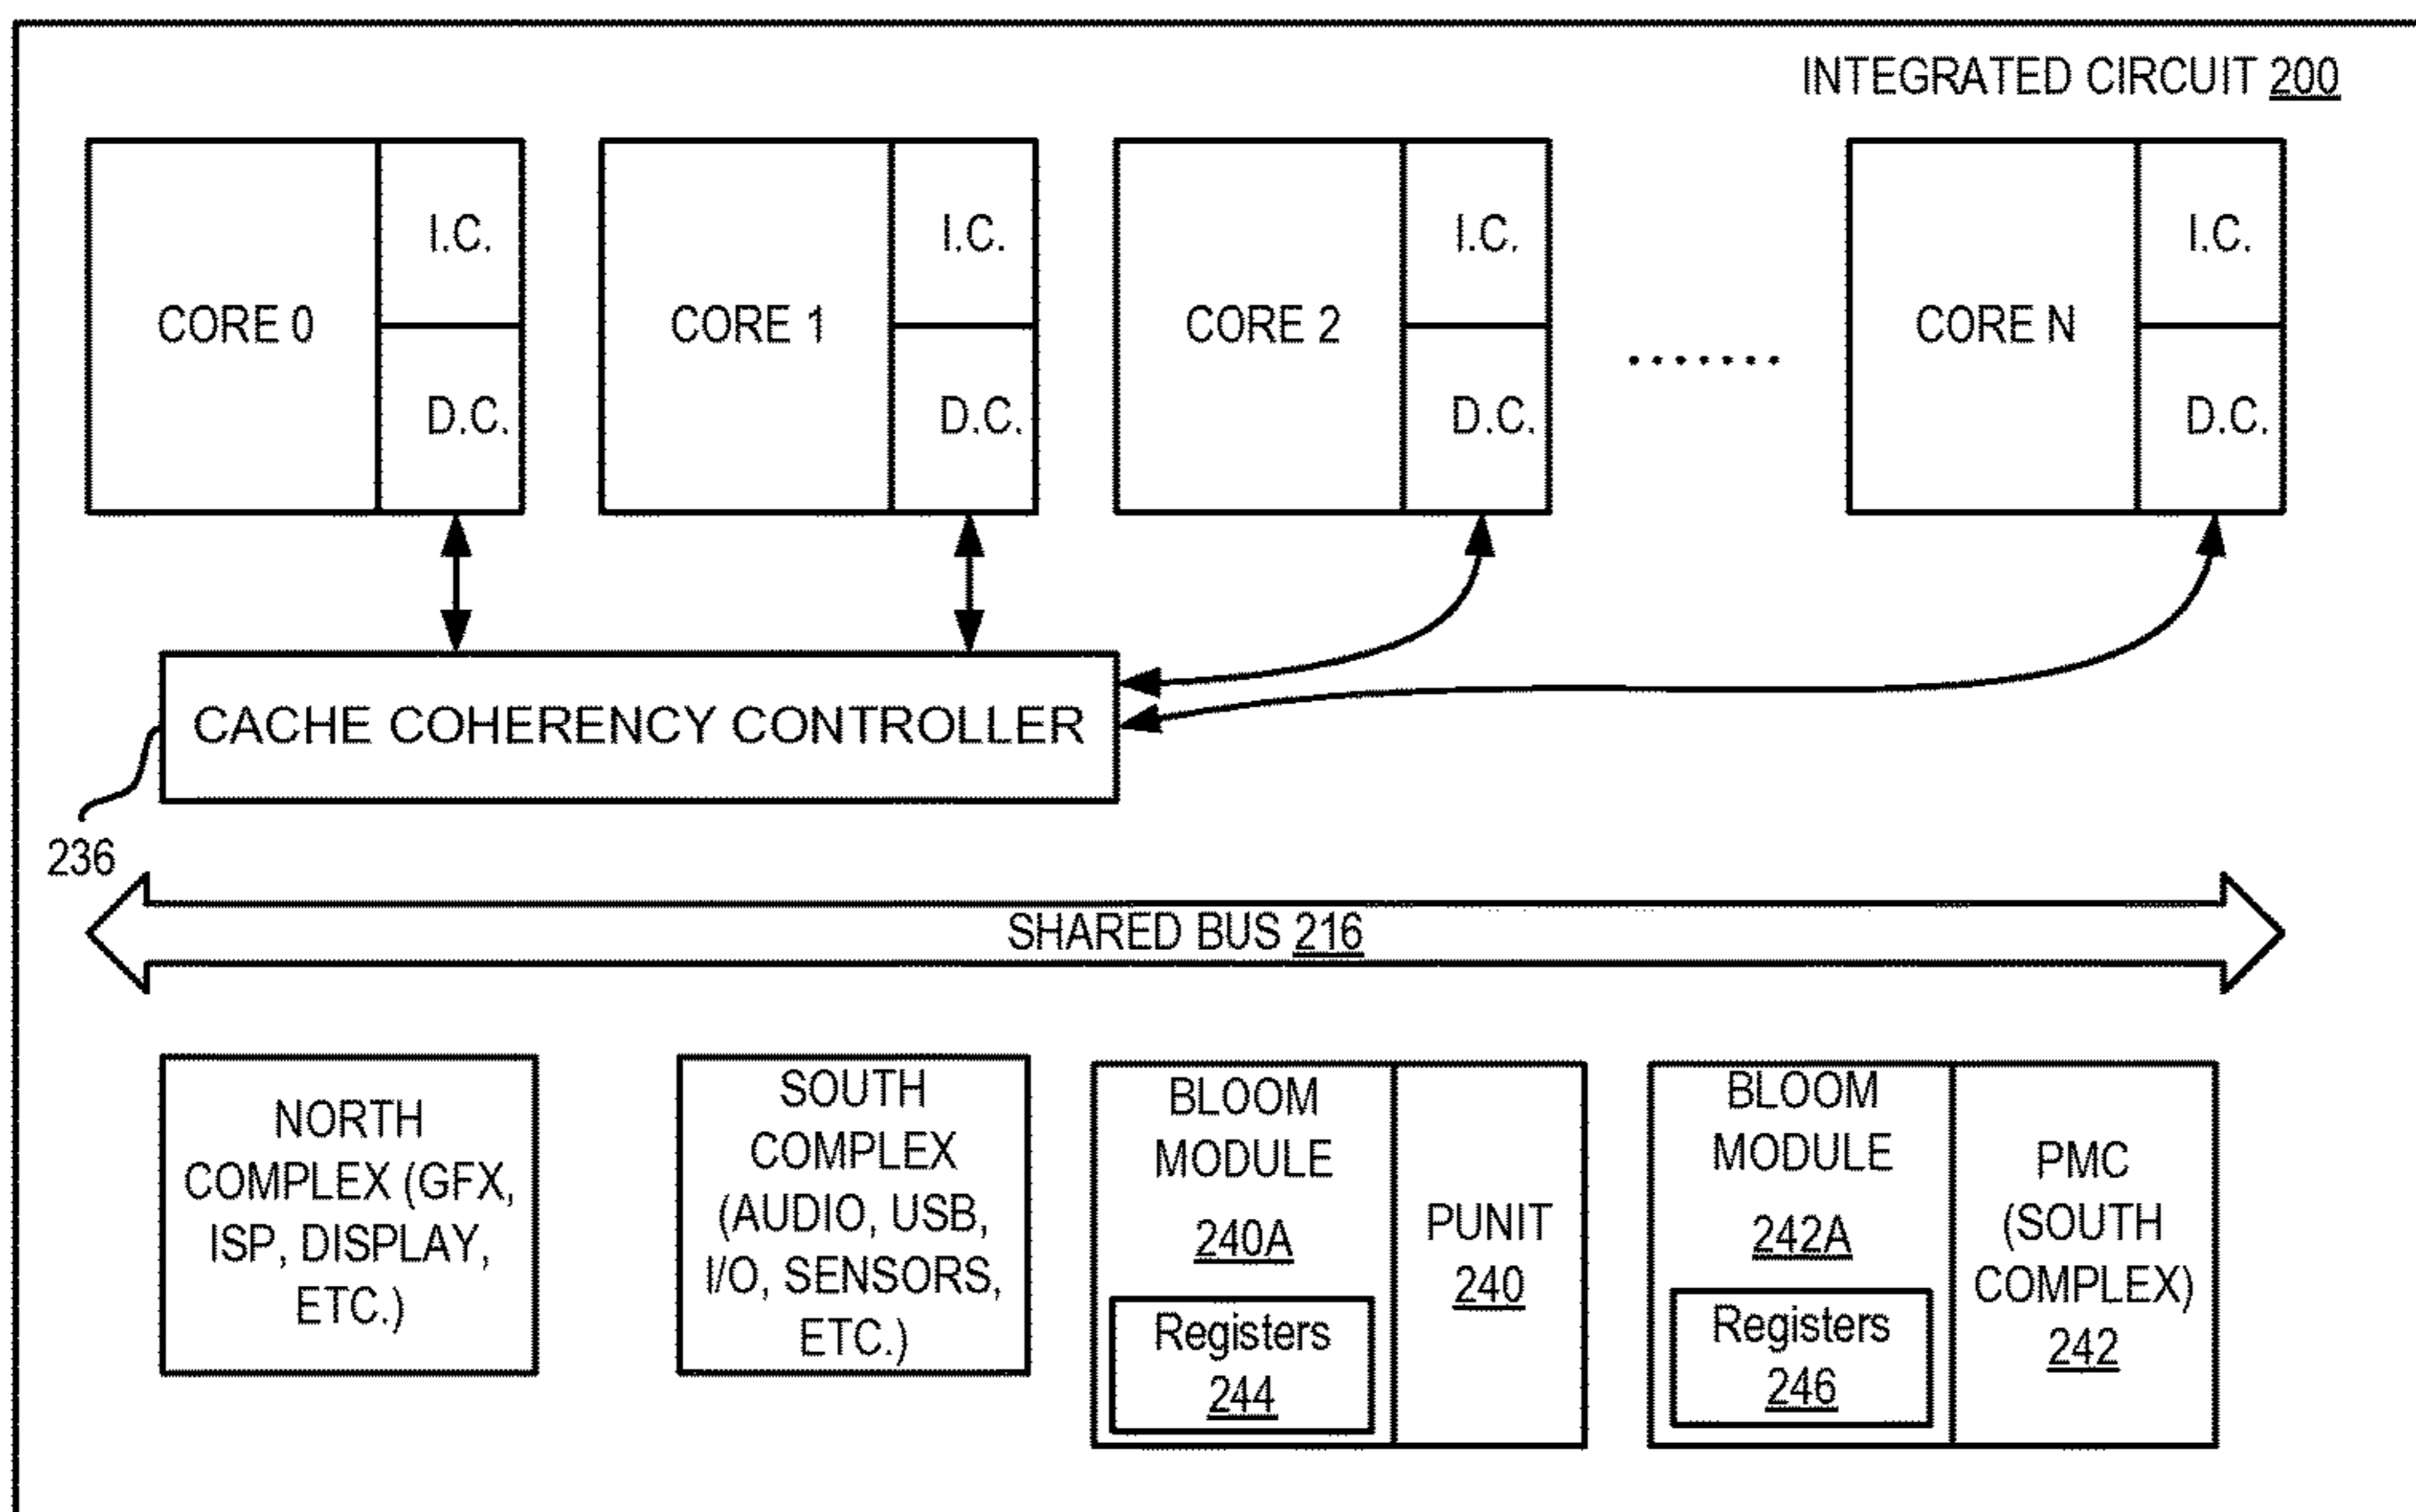 INTEGRATED CIRCUIT 200
CORE 0
I.C.
D.C.
CORE 1
I.C.
D.C.
CORE 2
I.C.
D.C.
.......
CORE N
I.C.
D.C.
CACHE COHERENCY CONTROLLER
236
SHARED BUS 216
NORTH
COMPLEX (GFX,
ISP, DISPLAY,
ETC.)
SOUTH
COMPLEX
(AUDIO, USB,
I/O, SENSORS,
ETC.)
BLOOM
MODULE
240A
Registers
244
PUNIT
240
BLOOM
MODULE
242A
Registers
246
PMC
(SOUTH
COMPLEX)
242